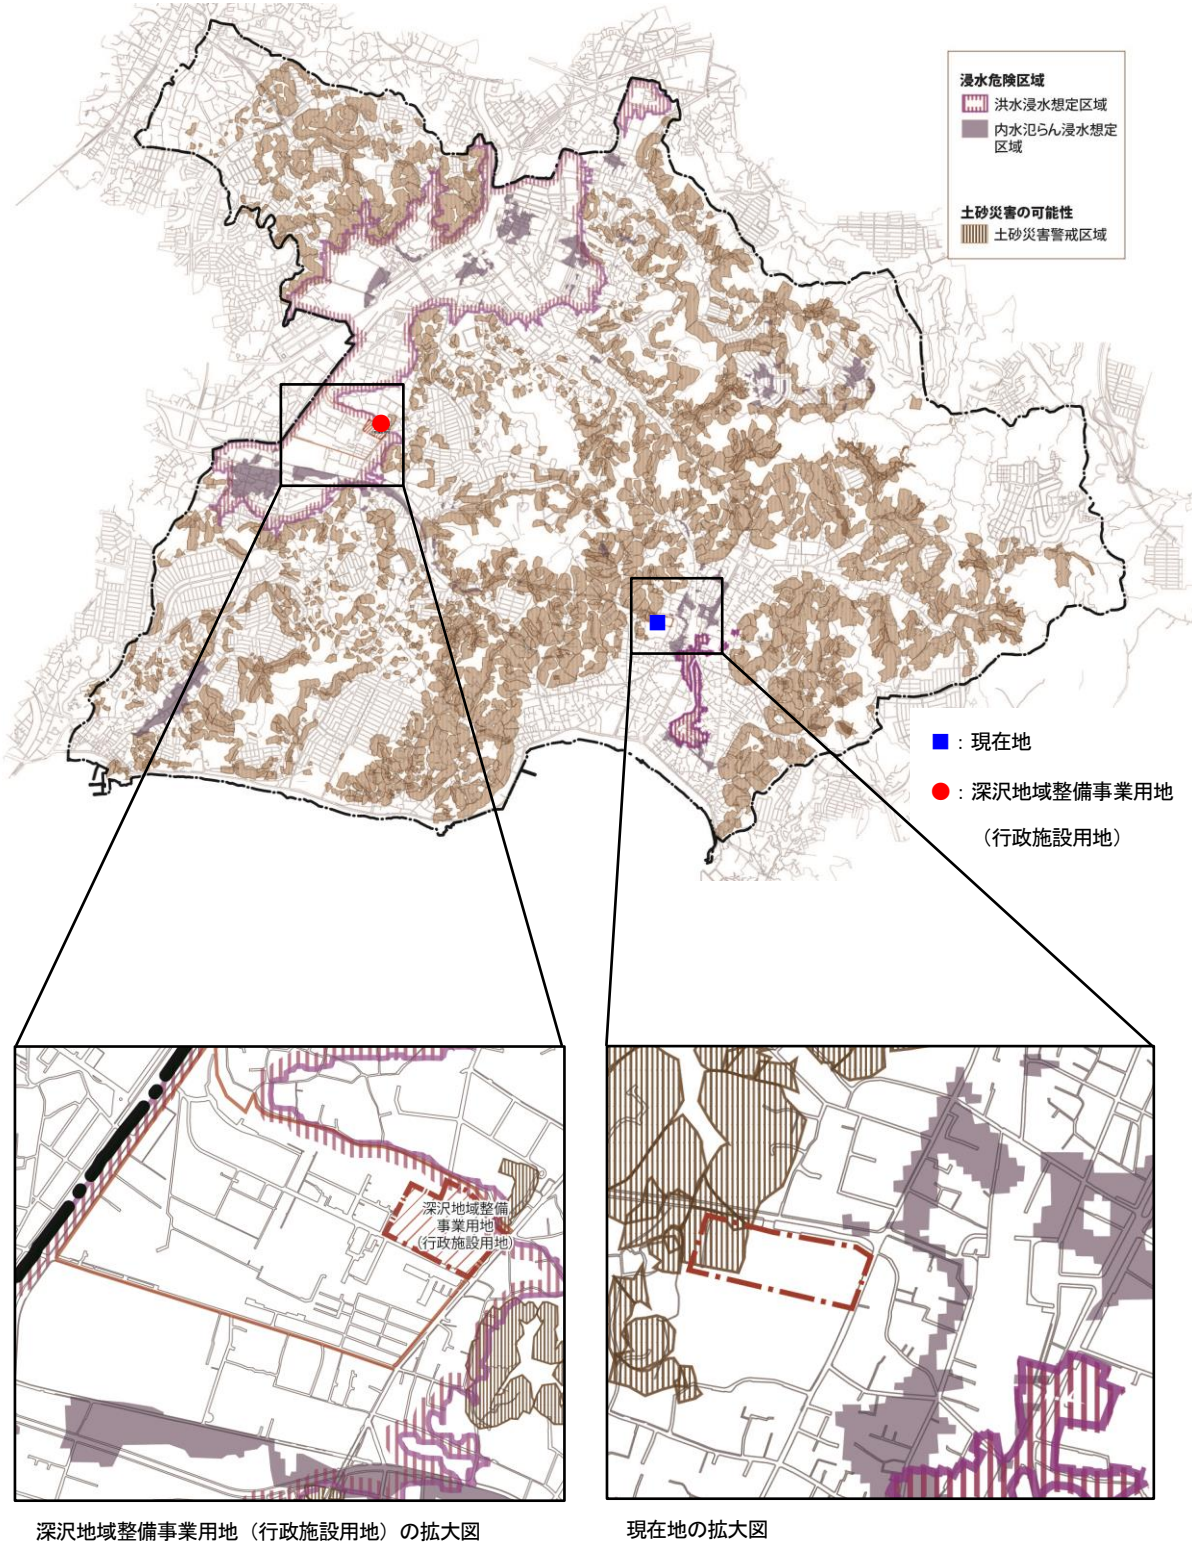 浸水危険区域
洪水浸水想定区域
内水氾らん浸水想定
区域
土砂災害の可能性
土砂災害警戒区域
：現在地
：深沢地域整備事業用地
（行政施設用地）
深沢地域整備
事業用地
(行政施設用地)
深沢地域整備事業用地（行政施設用地）の拡大図
現在地の拡大図